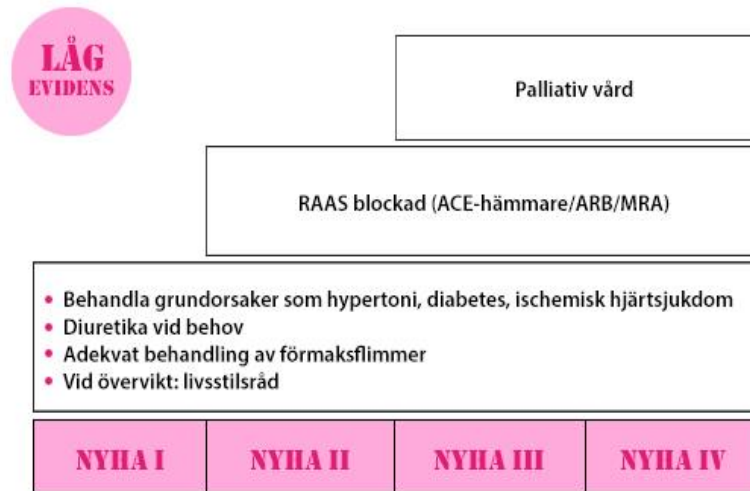 LÅG
EVIDENS
Palliativ vård
RAAS blockad (ACE-hämmare/ARB/MRA)
• Behandla grundorsaker som hypertoni, diabetes, ischemisk hjärtsjukdom
• Diuretika vid behov
• Adekvat behandling av förmaksflimmer
• Vid övervikt: livsstilsråd
NYHA I NYHA II NYHA III NYHA IV